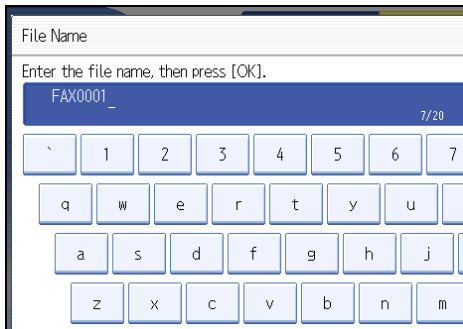 File Name
Enter the file name, then press [OK].
FAX0001_
7/20
` 1 2 3 4 5 6 7
q w e r t y u
a s d f g h j
z x c v b n m